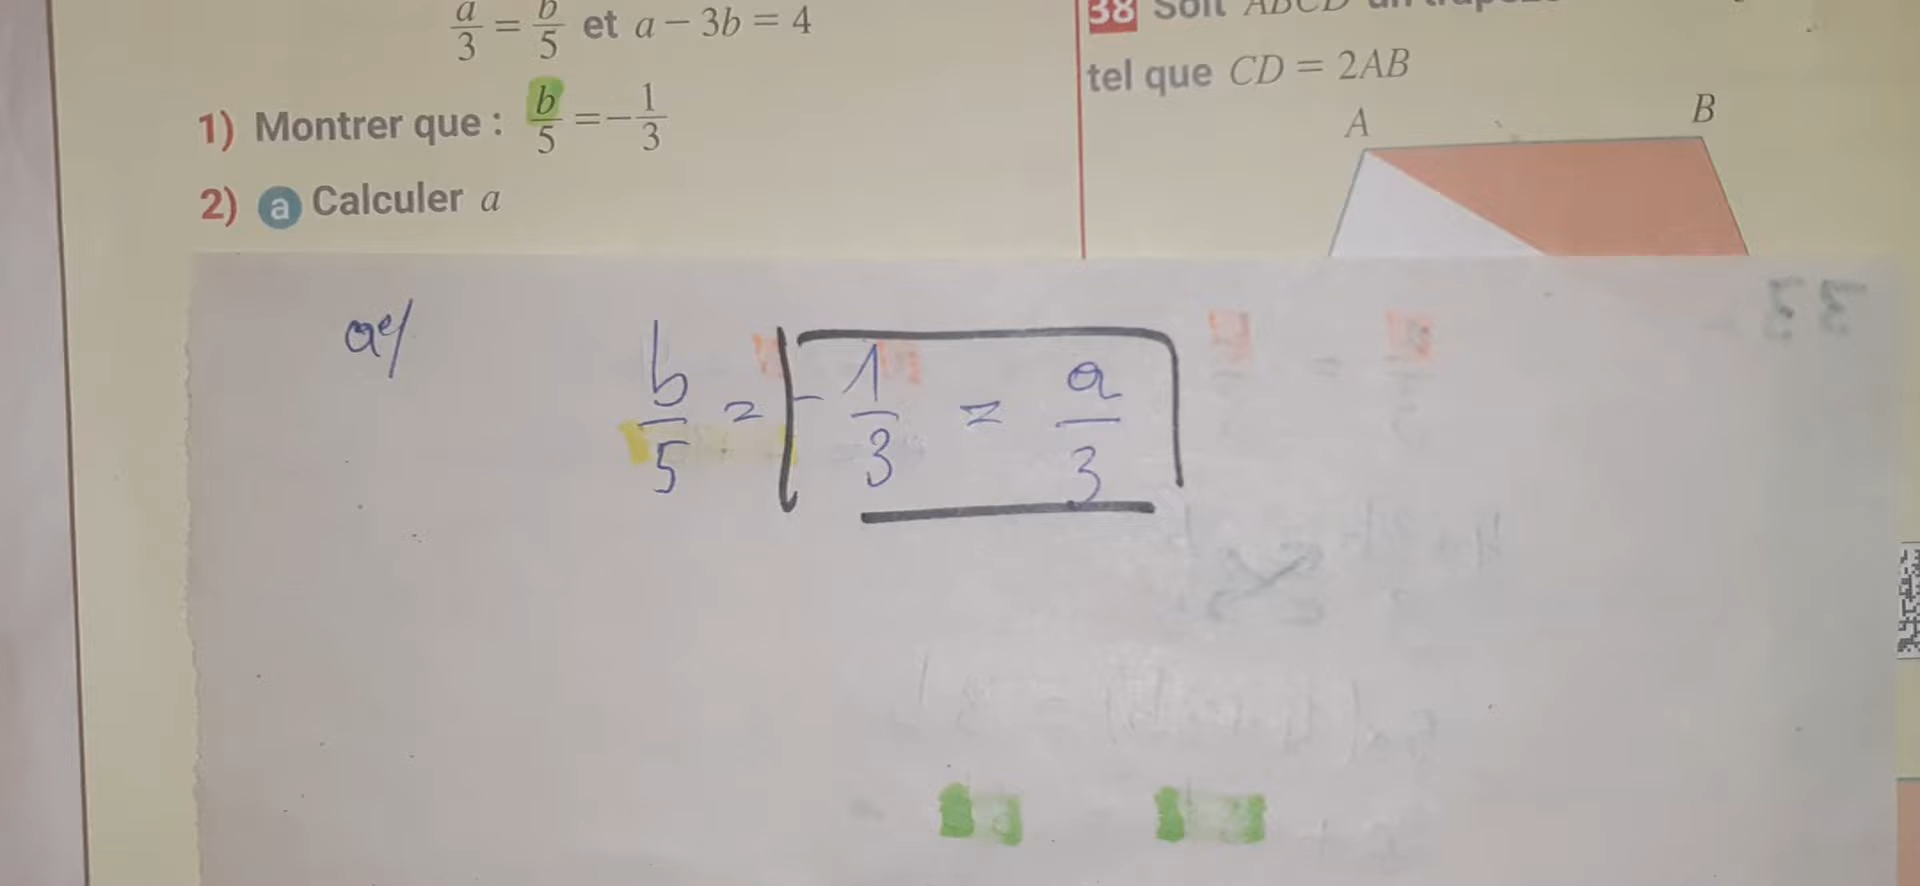 a/3 = b/5 et a − 3b = 4
1) Montrer que : b/5 = −1/3
2) a Calculer a
38 Soit ABCD un
tel que CD = 2AB
A B
a/ b/5 = −1/3 = a/3